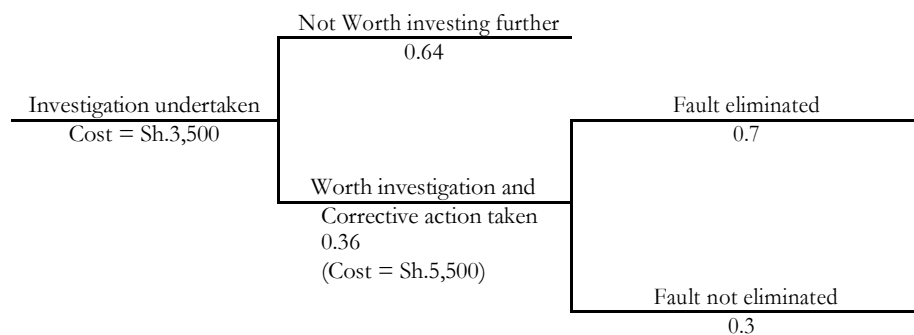 Not Worth investing further
0.64
Investigation undertaken
Cost = Sh.3,500
Fault eliminated
0.7
Worth investigation and
Corrective action taken
0.36
(Cost = Sh.5,500)
Fault not eliminated
0.3